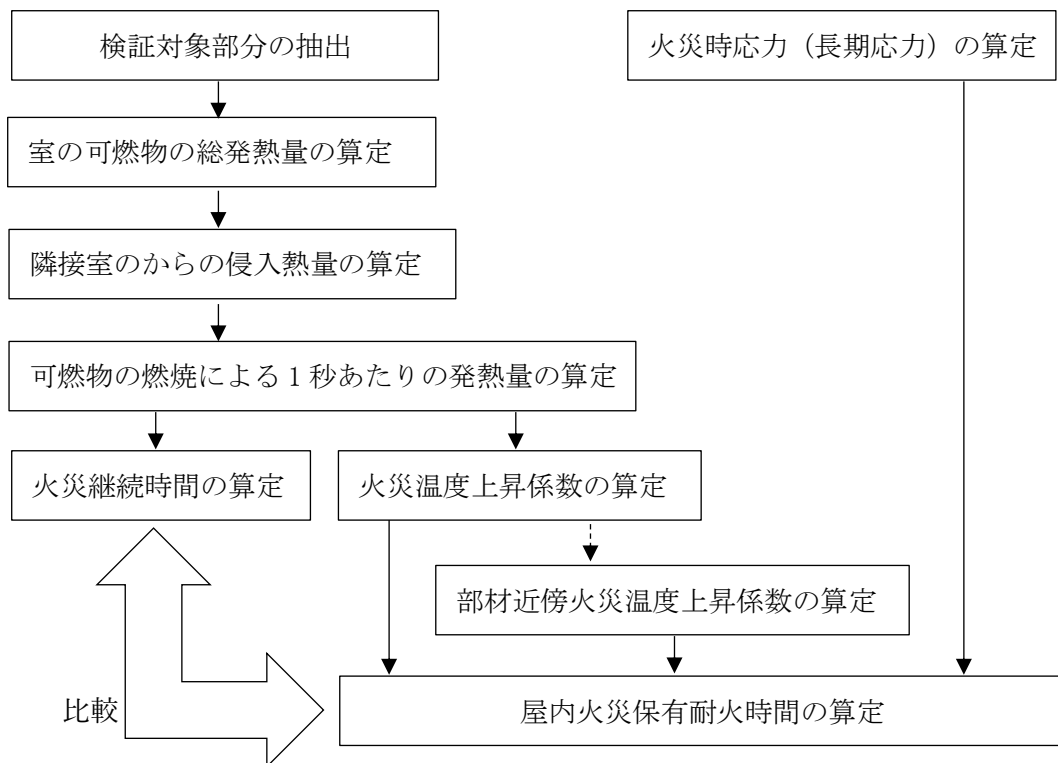 検証対象部分の抽出
火災時応力（長期応力）の算定
室の可燃物の総発熱量の算定
隣接室のからの侵入熱量の算定
可燃物の燃焼による１秒あたりの発熱量の算定
火災継続時間の算定
火災温度上昇係数の算定
部材近傍火災温度上昇係数の算定
比較
屋内火災保有耐火時間の算定